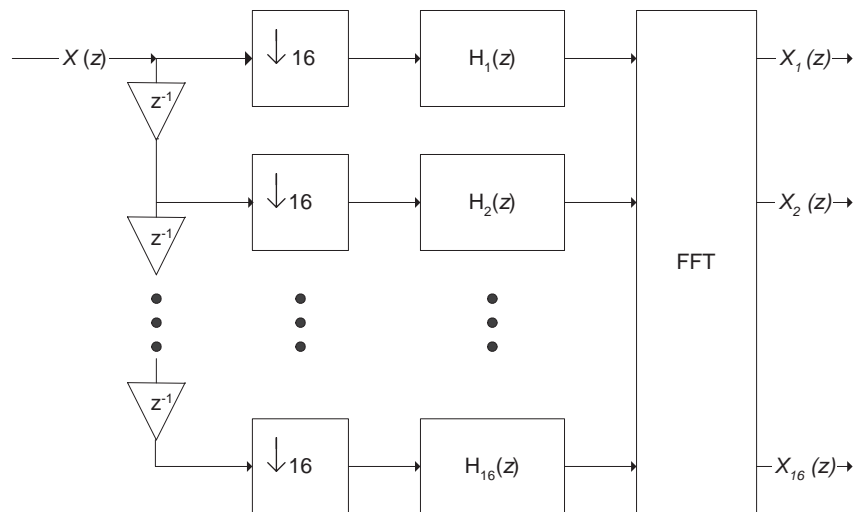 X (z)
↓ 16
H₁(z)
X₁ (z)
z⁻¹
↓ 16
H₂(z)
X₂ (z)
z⁻¹
FFT
z⁻¹
↓ 16
H₁₆(z)
X₁₆ (z)